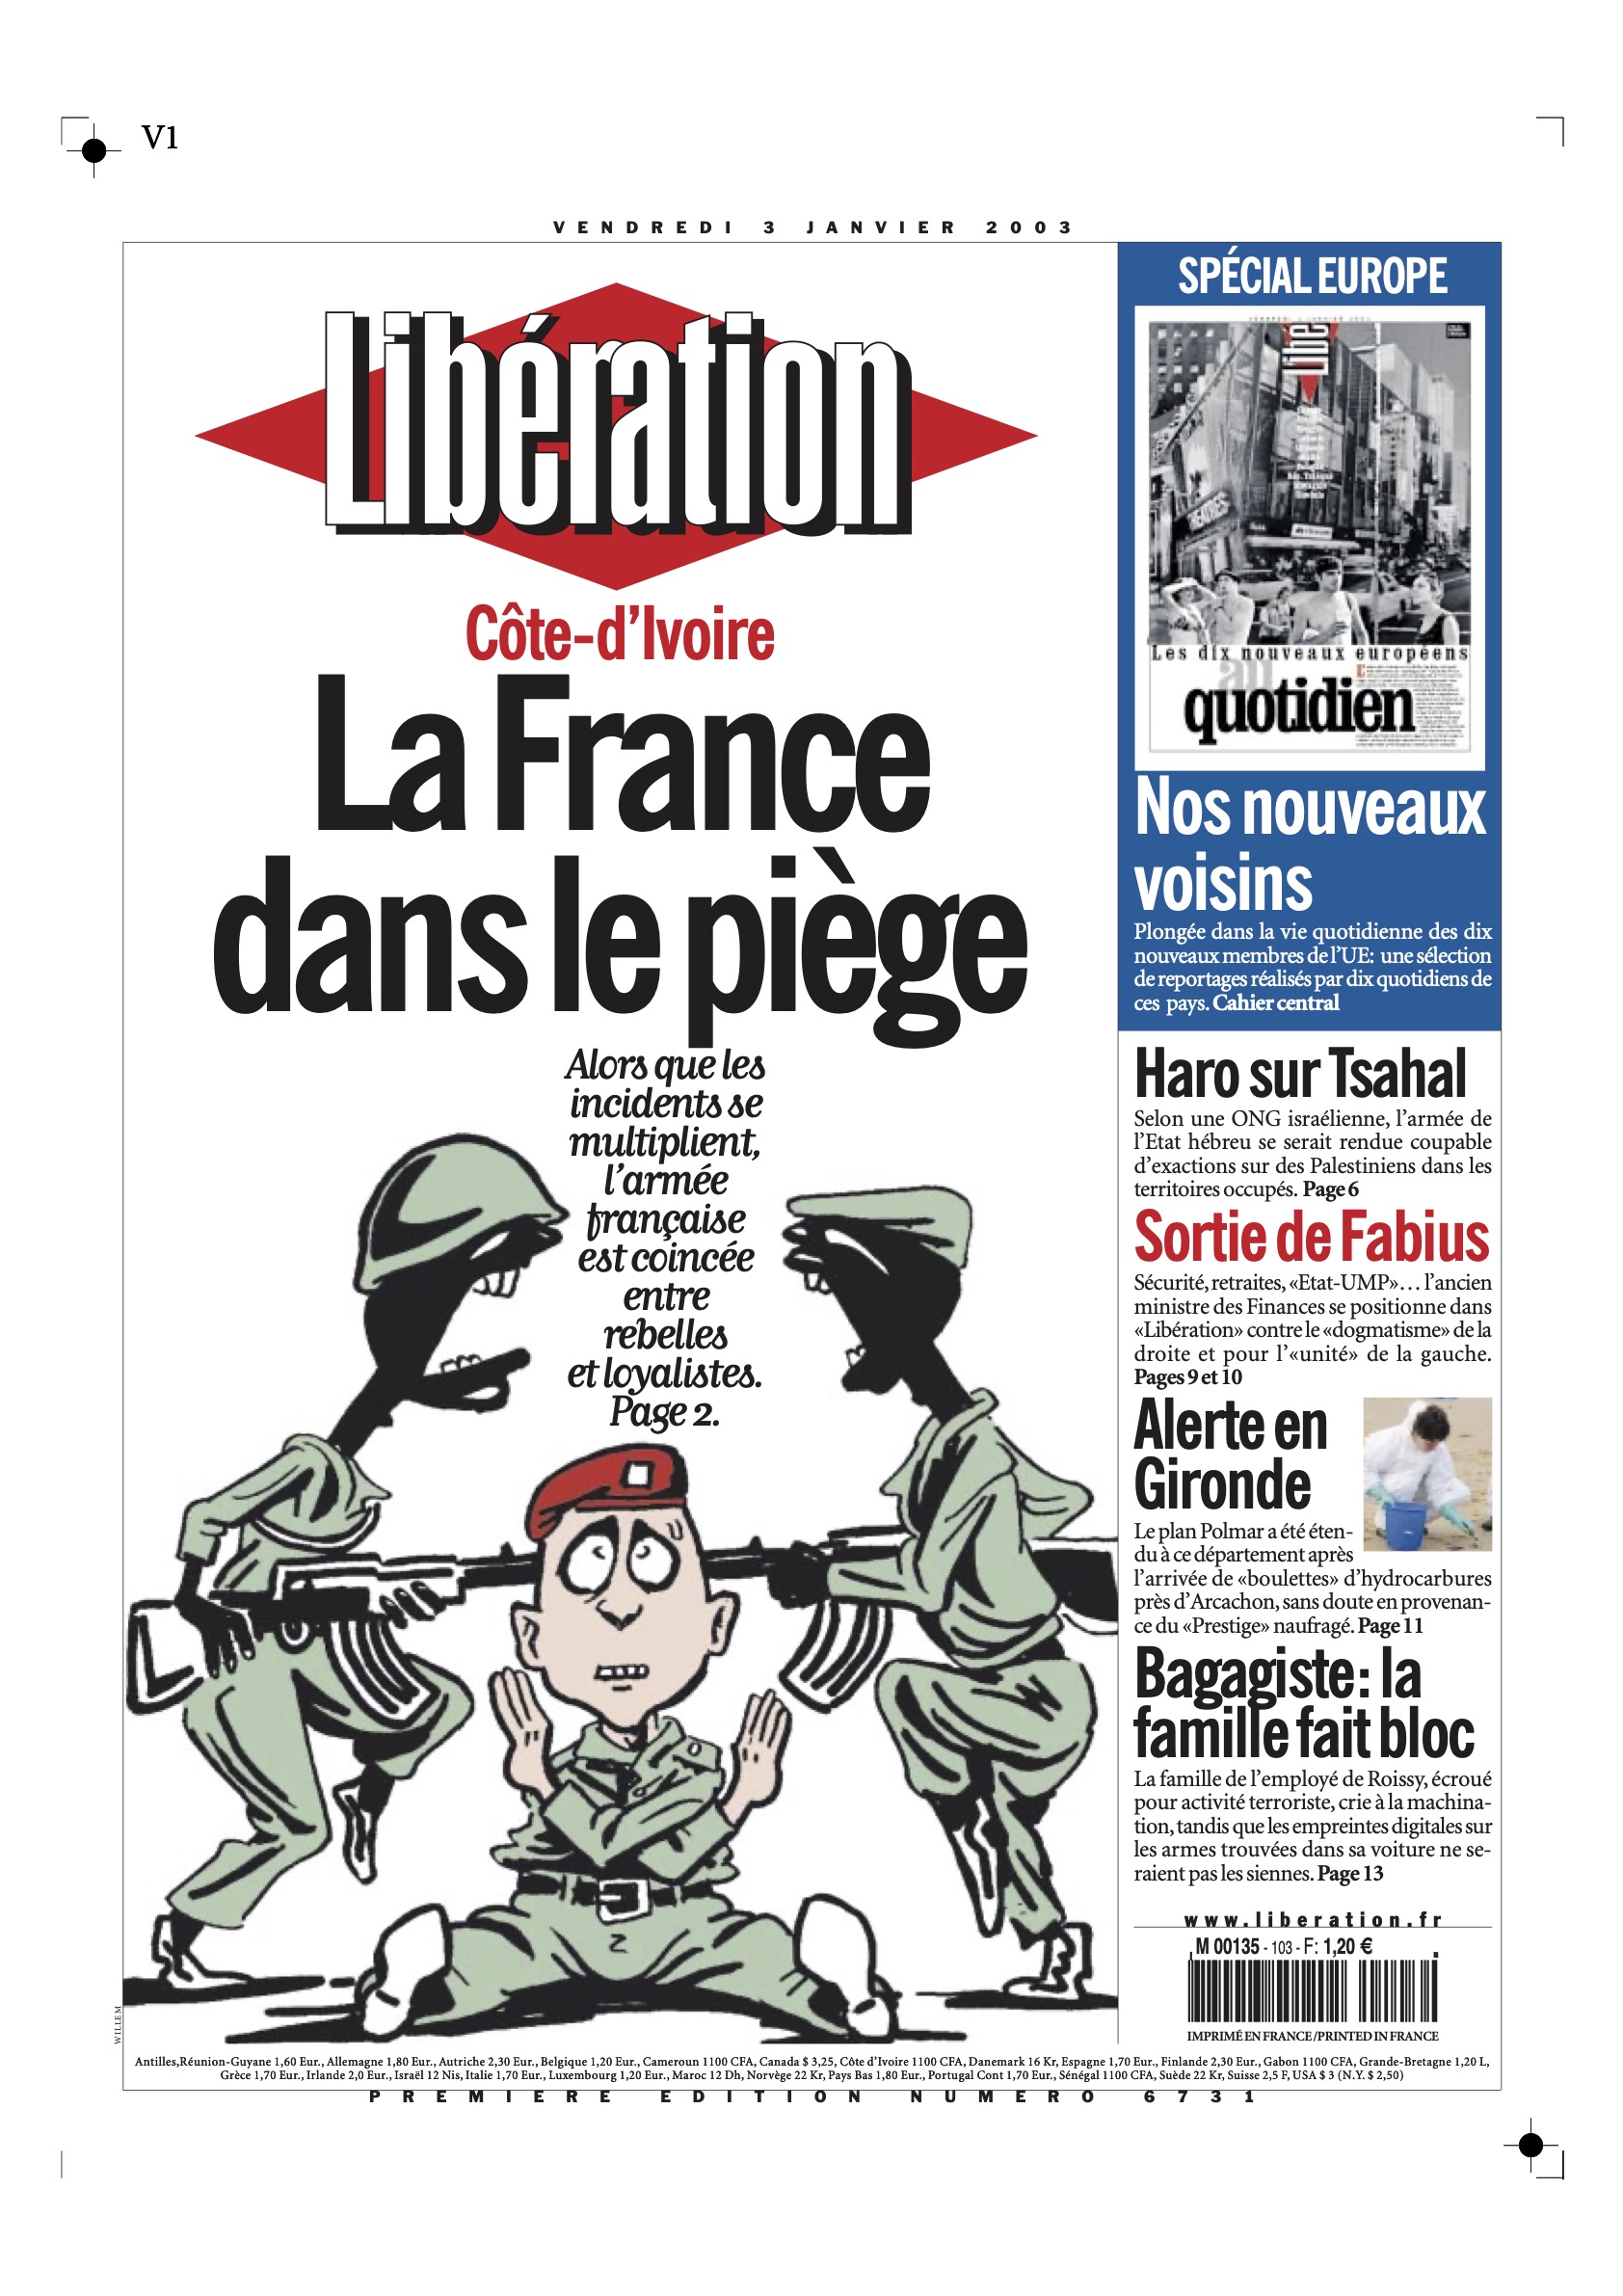 V1
VENDREDI 3 JANVIER 2003
Libération
Côte-d'Ivoire
La France
dans le piège
Alors que les
incidents se
multiplient,
l'armée
française
est coincée
entre
rebelles
et loyalistes.
Page 2.
WILLEM
SPÉCIAL EUROPE
Libé
THEATRES
Les dix nouveaux européens
au
quotidien
Nos nouveaux
voisins
Plongée dans la vie quotidienne des dix
nouveaux membres de l'UE: une sélection
de reportages réalisés par dix quotidiens de
ces pays. Cahier central
Haro sur Tsahal
Selon une ONG israélienne, l'armée de
l'Etat hébreu se serait rendue coupable
d'exactions sur des Palestiniens dans les
territoires occupés. Page 6
Sortie de Fabius
Sécurité, retraites, «Etat-UMP»… l'ancien
ministre des Finances se positionne dans
«Libération» contre le «dogmatisme» de la
droite et pour l'«unité» de la gauche.
Pages 9 et 10
Alerte en
Gironde
Le plan Polmar a été éten-
du à ce département après
l'arrivée de «boulettes» d'hydrocarbures
près d'Arcachon, sans doute en provenan-
ce du «Prestige» naufragé. Page 11
Bagagiste: la
famille fait bloc
La famille de l'employé de Roissy, écroué
pour activité terroriste, crie à la machina-
tion, tandis que les empreintes digitales sur
les armes trouvées dans sa voiture ne se-
raient pas les siennes. Page 13
www.liberation.fr
M 00135 - 103 - F: 1,20 €
IMPRIMÉ EN FRANCE/PRINTED IN FRANCE
Antilles,Réunion-Guyane 1,60 Eur., Allemagne 1,80 Eur., Autriche 2,30 Eur., Belgique 1,20 Eur., Cameroun 1100 CFA, Canada $ 3,25, Côte d'Ivoire 1100 CFA, Danemark 16 Kr, Espagne 1,70 Eur., Finlande 2,30 Eur., Gabon 1100 CFA, Grande-Bretagne 1,20 L,
Grèce 1,70 Eur., Irlande 2,0 Eur., Israël 12 Nis, Italie 1,70 Eur., Luxembourg 1,20 Eur., Maroc 12 Dh, Norvège 22 Kr, Pays Bas 1,80 Eur., Portugal Cont 1,70 Eur., Sénégal 1100 CFA, Suède 22 Kr, Suisse 2,5 F, USA $ 3 (N.Y. $ 2,50)
PREMIERE EDITION NUMERO 6731